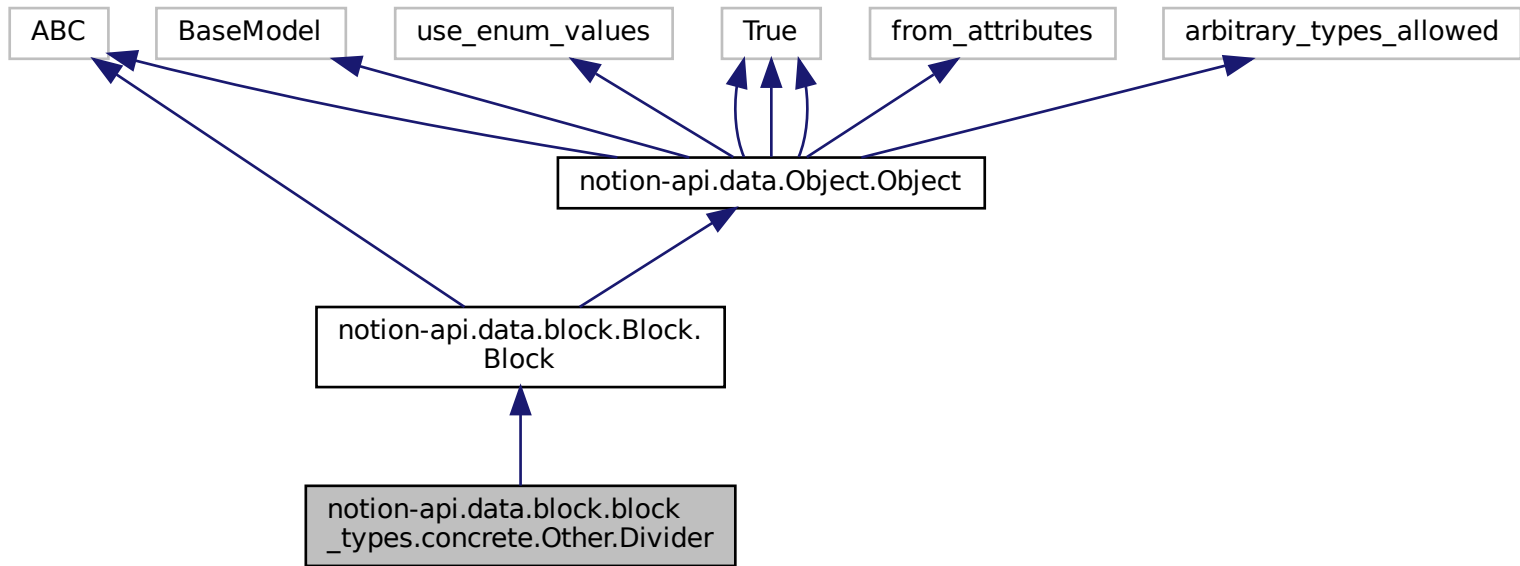 ABC
BaseModel
use_enum_values
True
from_attributes
arbitrary_types_allowed
notion-api.data.Object.Object
notion-api.data.block.Block.
Block
notion-api.data.block.block
_types.concrete.Other.Divider